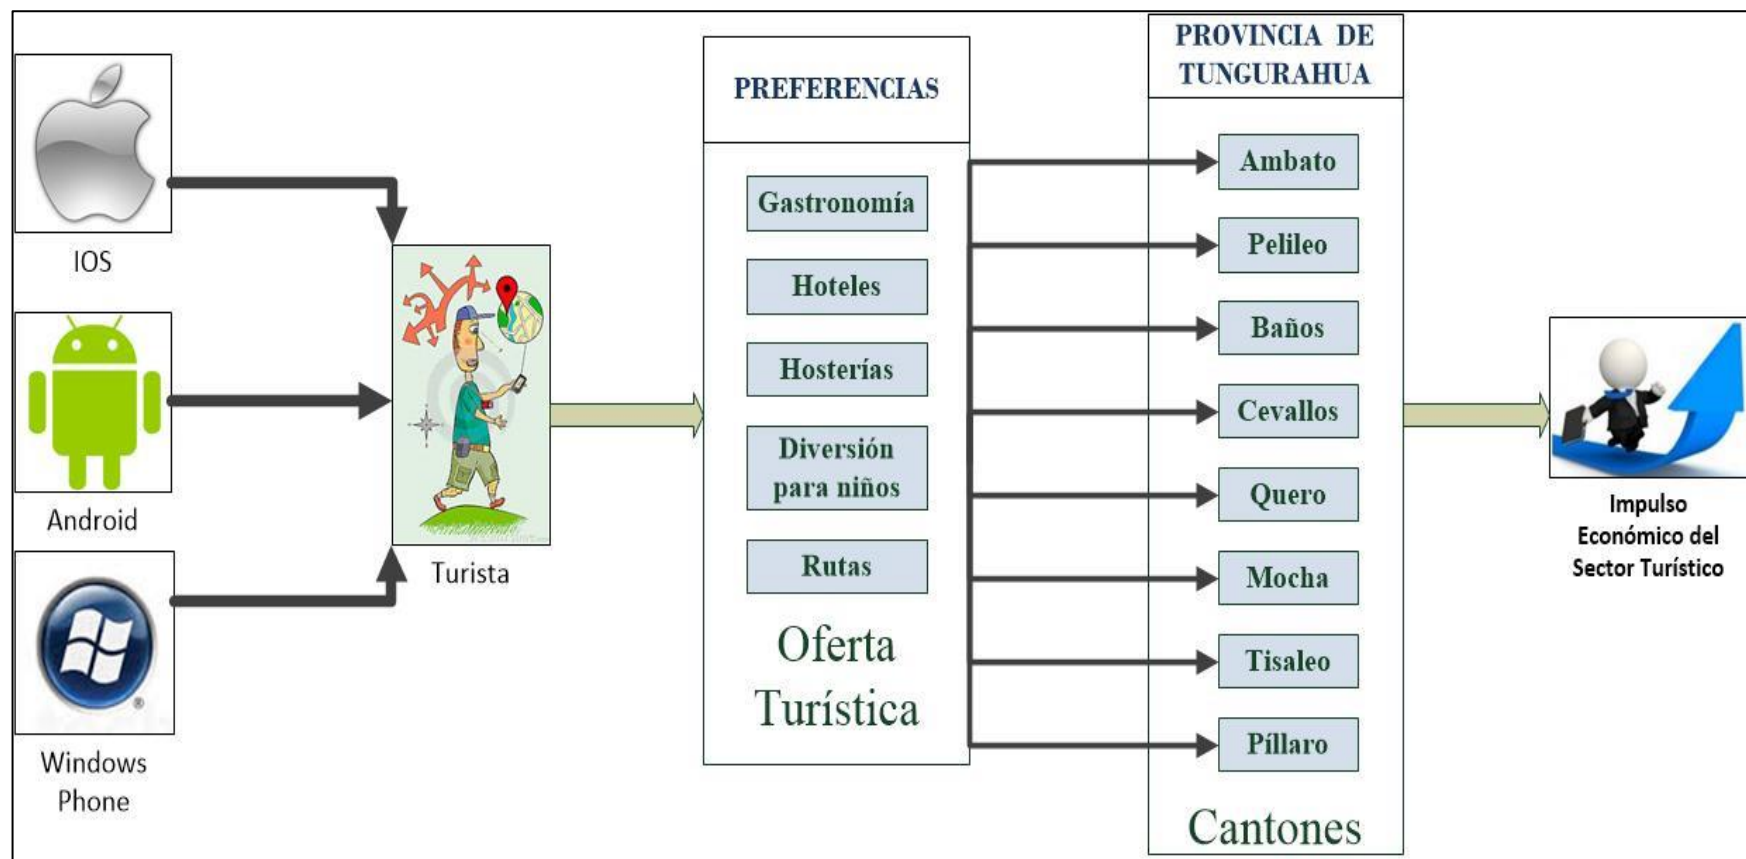 IOS
Android
Windows
Phone
Turista
PREFERENCIAS
Gastronomía
Hoteles
Hosterías
Diversión
para niños
Rutas
Oferta
Turística
PROVINCIA DE
TUNGURAHUA
Ambato
Pelileo
Baños
Cevallos
Quero
Mocha
Tisaleo
Píllaro
Cantones
Impulso
Económico del
Sector Turístico